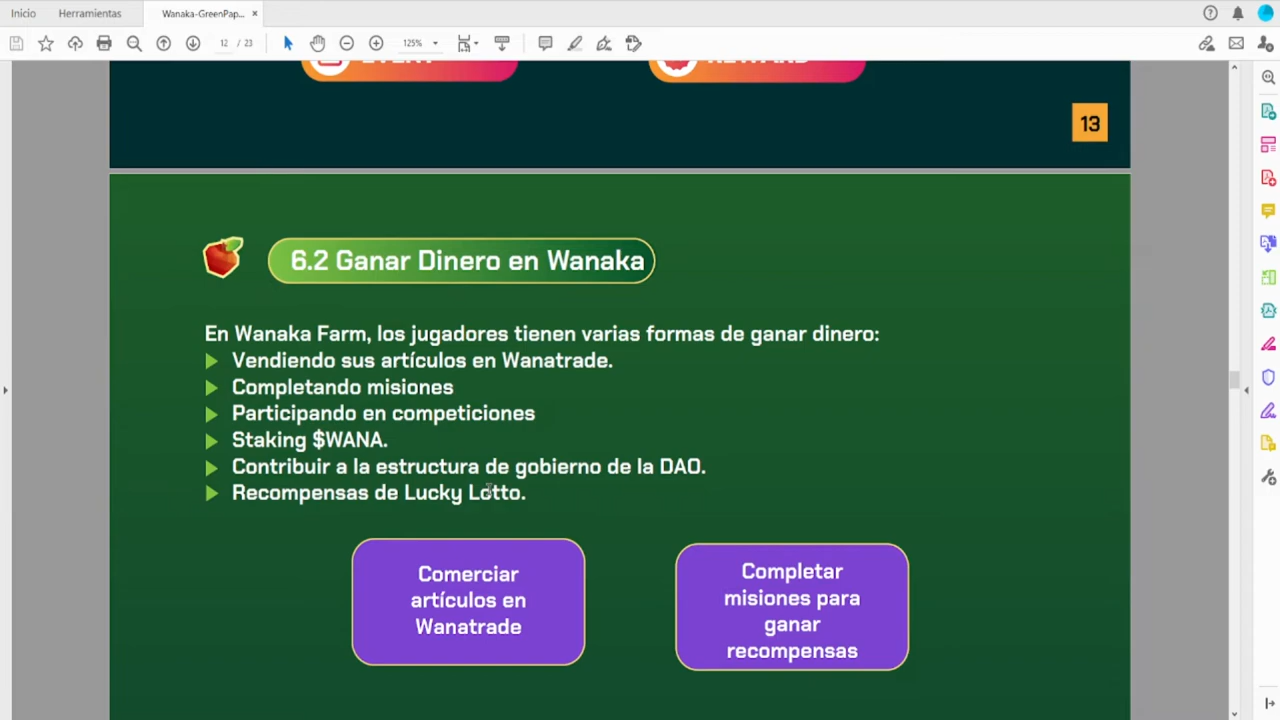 Inicio Herramientas Wanaka-GreenPap... ×
12 / 23 125%
EVENT REWARD
13
6.2 Ganar Dinero en Wanaka
En Wanaka Farm, los jugadores tienen varias formas de ganar dinero:
Vendiendo sus artículos en Wanatrade.
Completando misiones
Participando en competiciones
Staking $WANA.
Contribuir a la estructura de gobierno de la DAO.
Recompensas de Lucky Lotto.
Comerciar
artículos en
Wanatrade
Completar
misiones para
ganar
recompensas